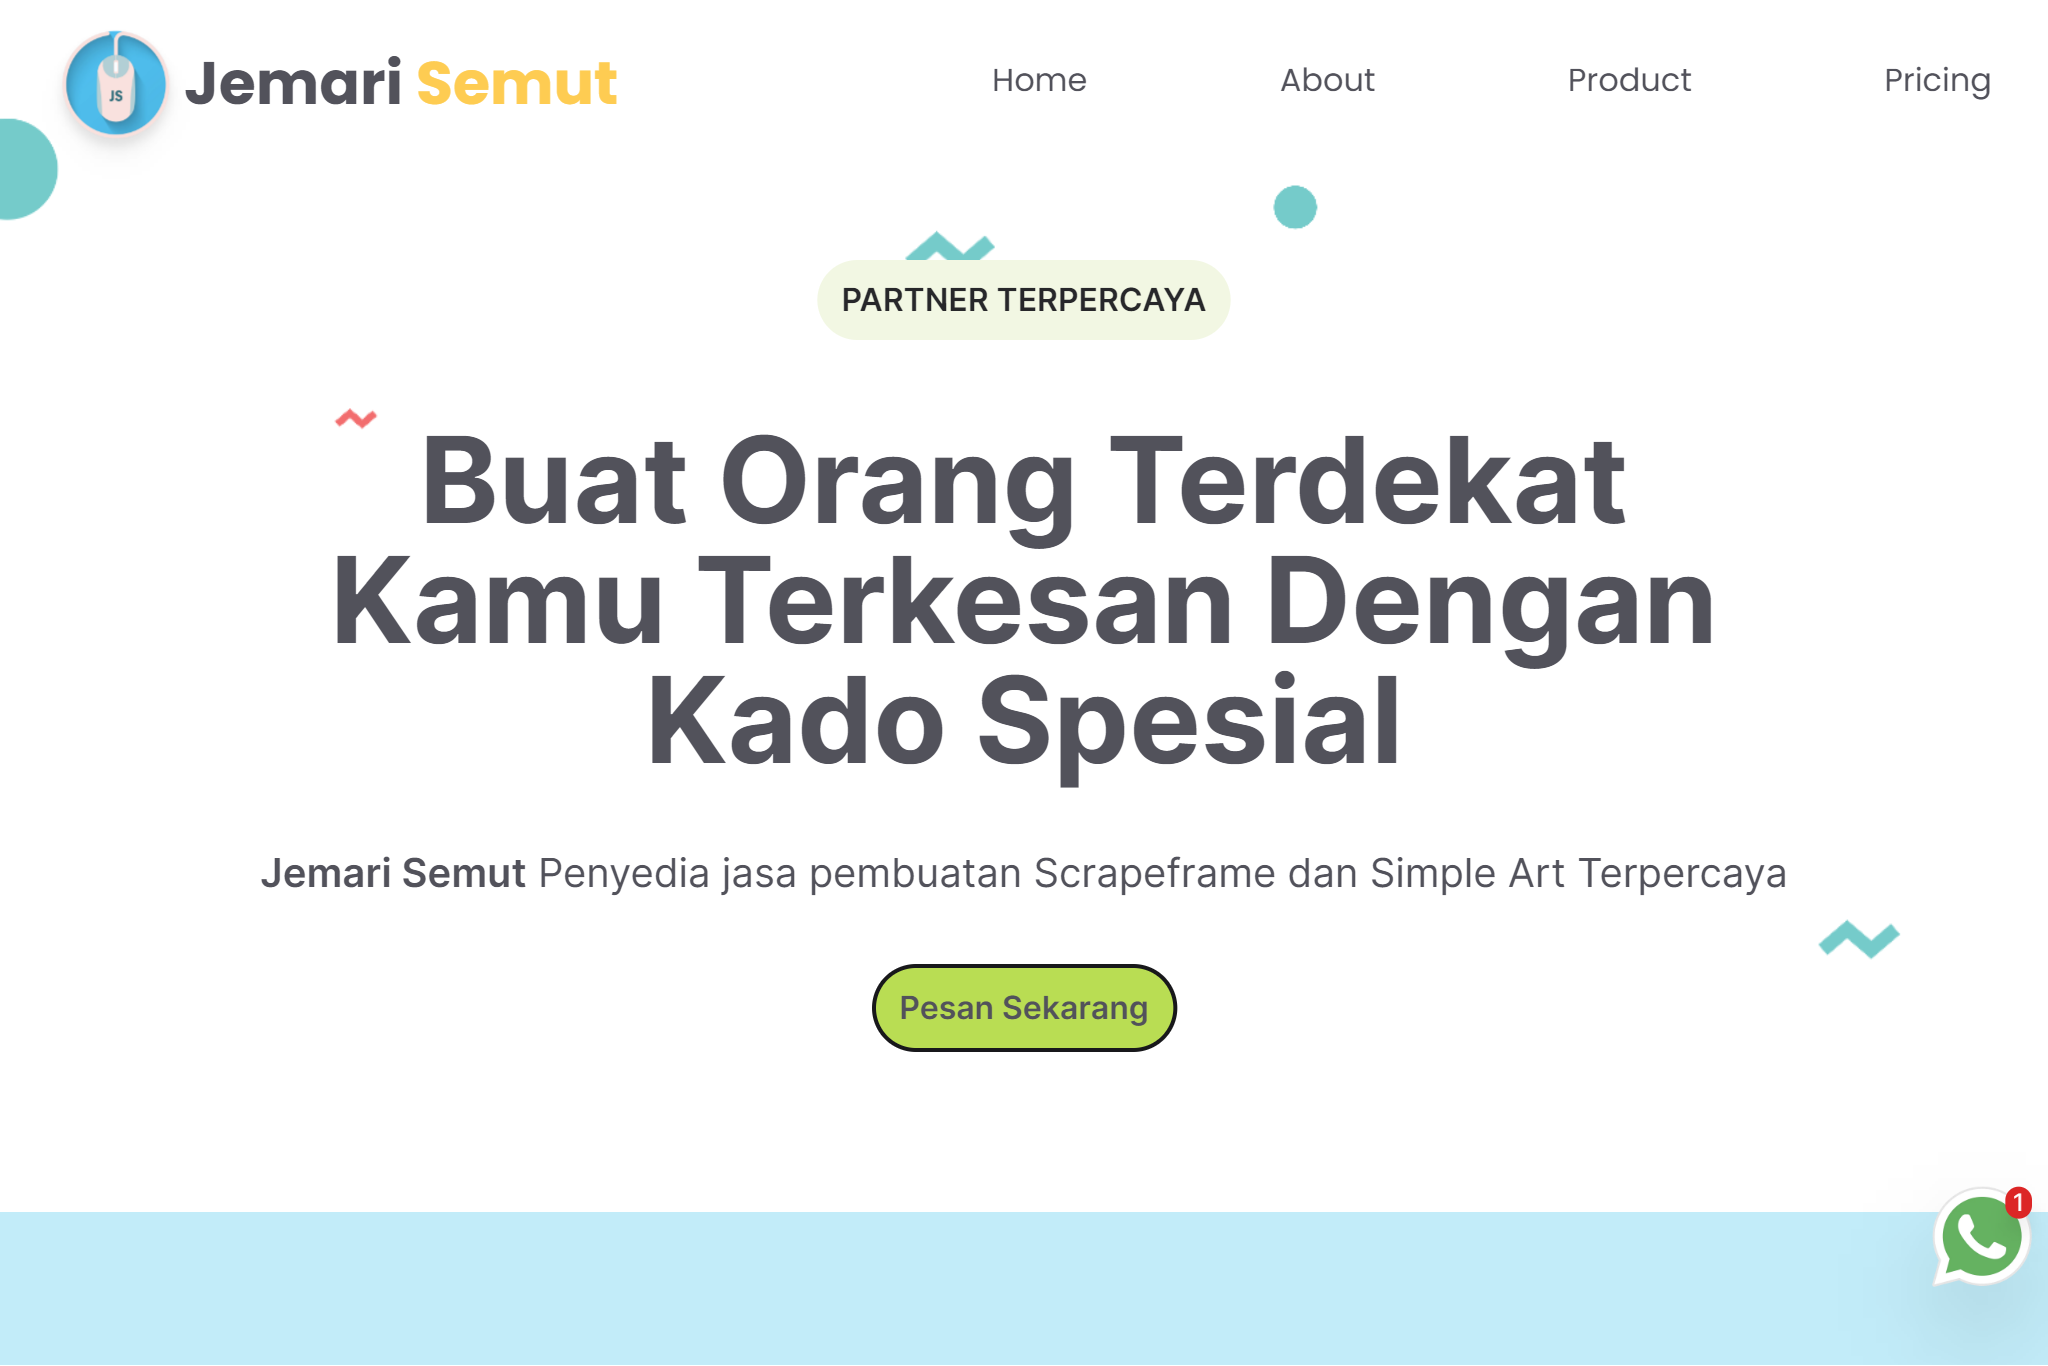 JS
Jemari Semut
Home
About
Product
Pricing
PARTNER TERPERCAYA
Buat Orang Terdekat
Kamu Terkesan Dengan
Kado Spesial
Jemari Semut Penyedia jasa pembuatan Scrapeframe dan Simple Art Terpercaya
Pesan Sekarang
1